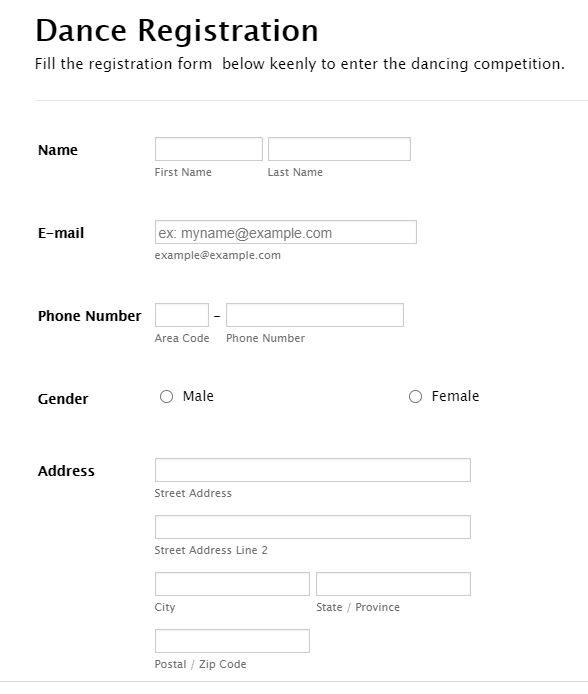 Dance Registration
Fill the registration form  below keenly to enter the dancing competition.
Name
First Name Last Name
E-mail ex: myname@example.com
example@example.com
Phone Number -
Area Code Phone Number
Gender Male Female
Address
Street Address
Street Address Line 2
City State / Province
Postal / Zip Code